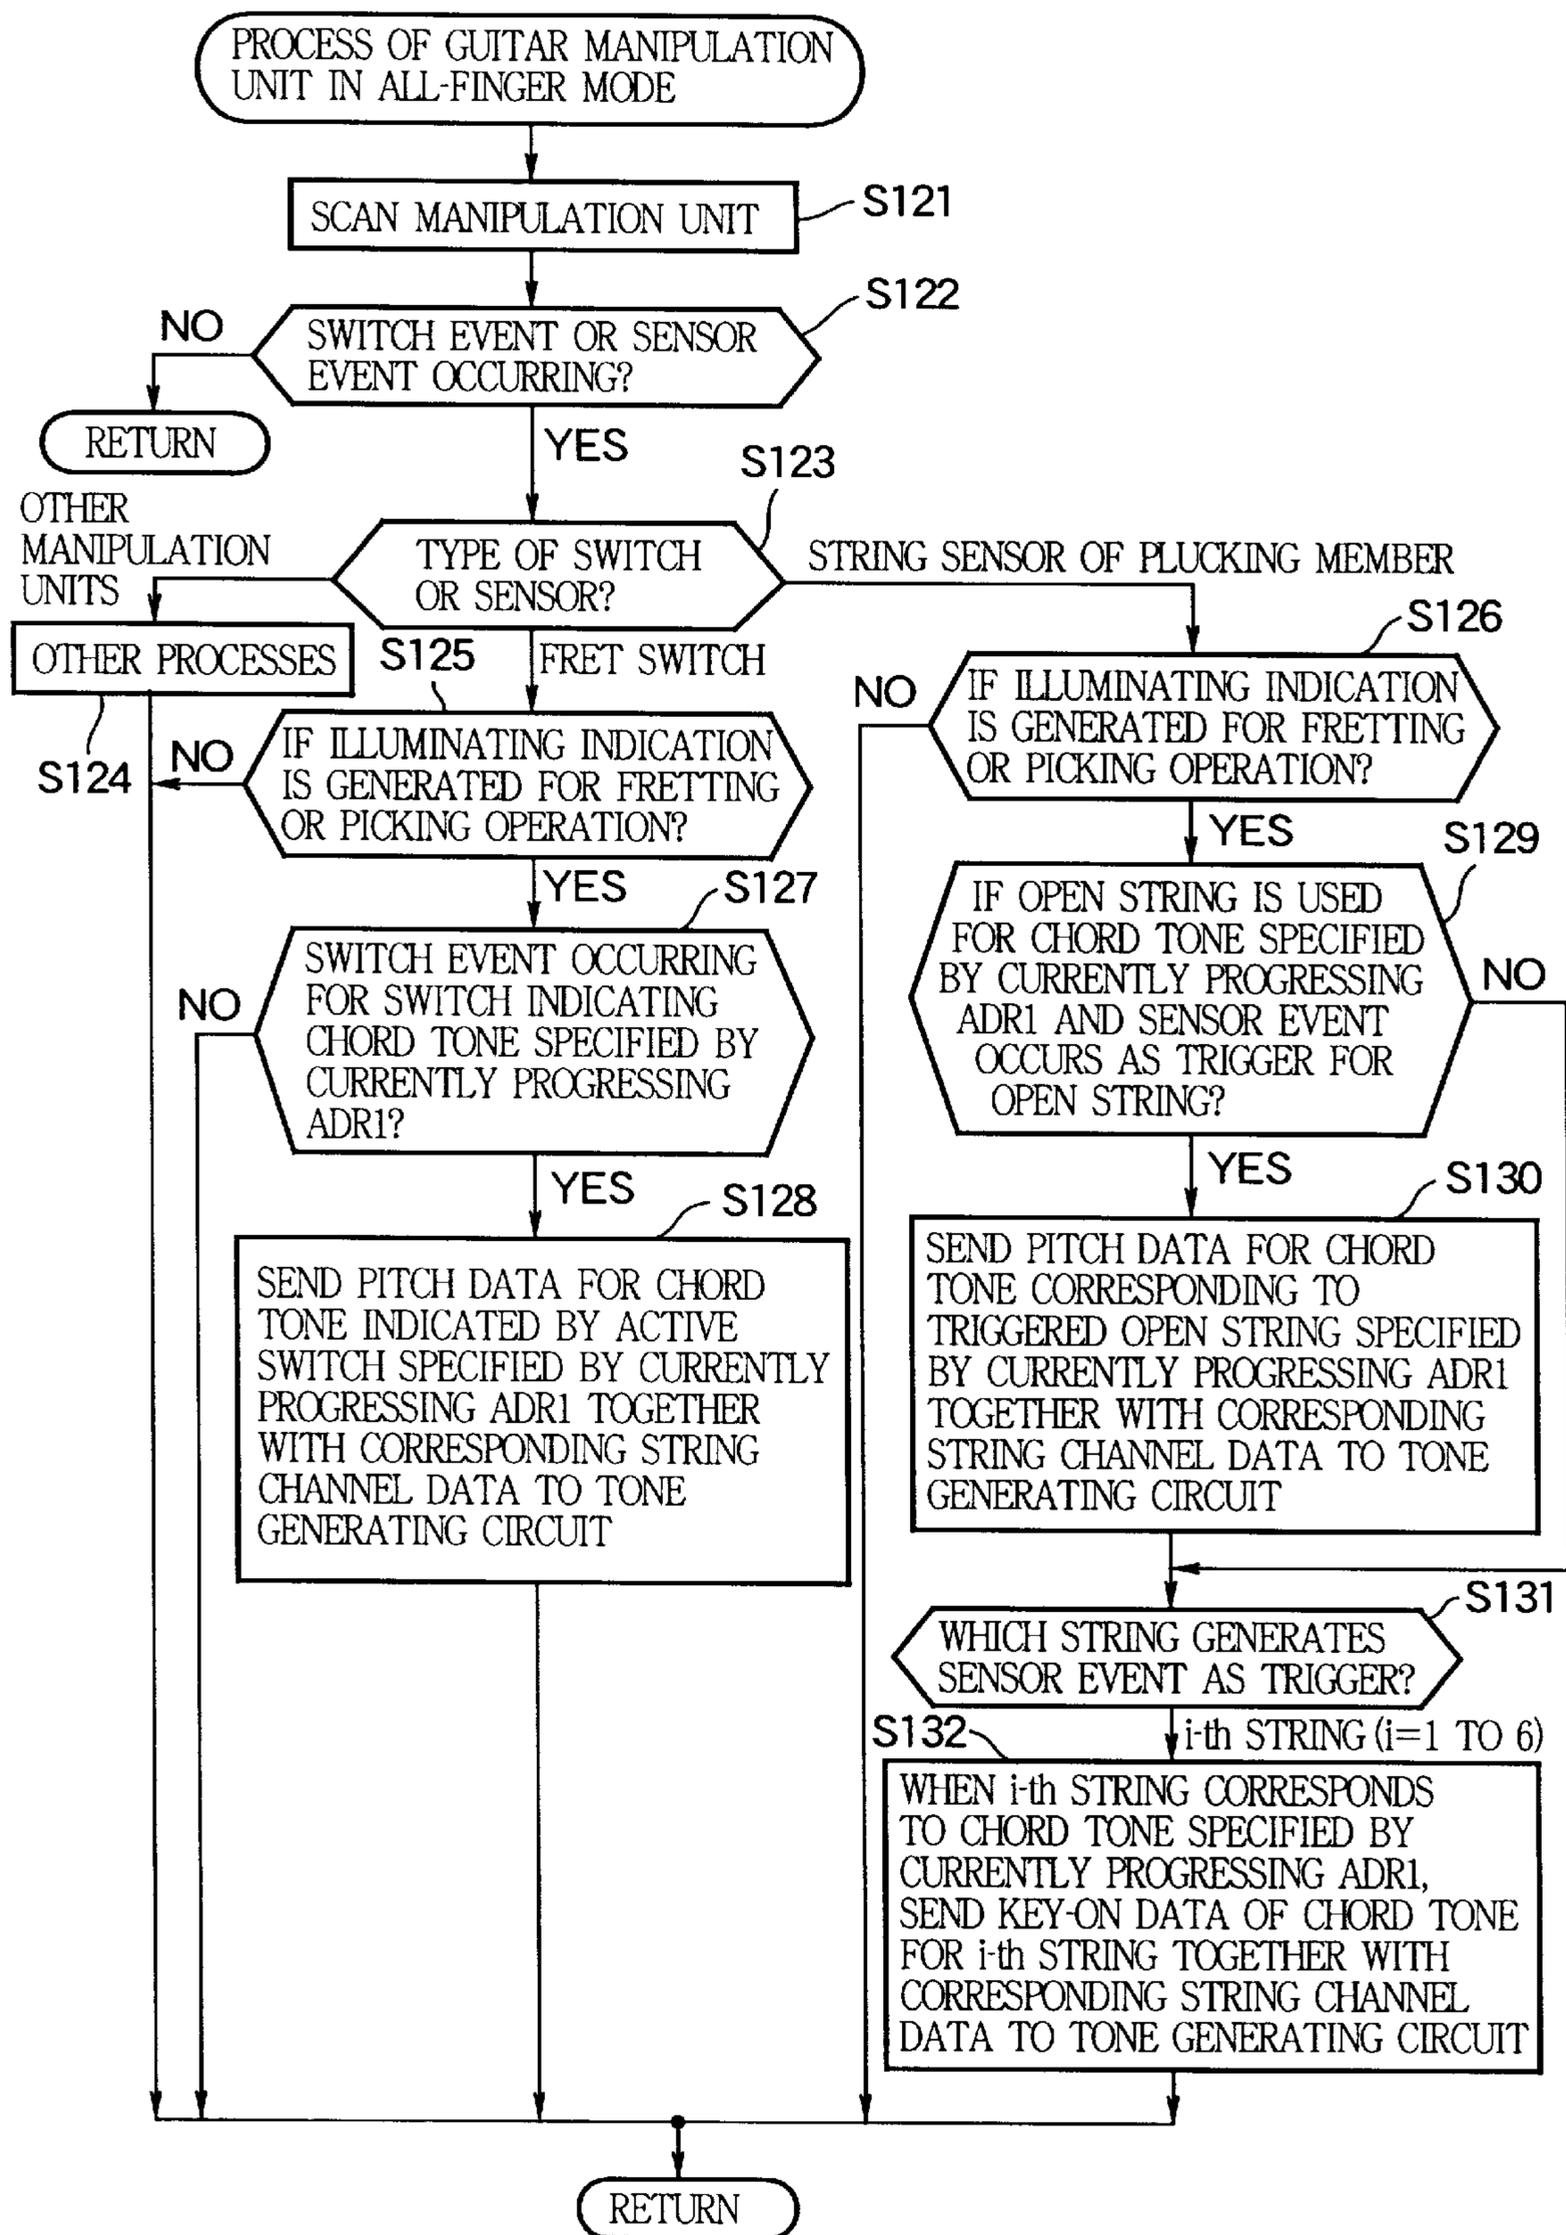 PROCESS OF GUITAR MANIPULATION
UNIT IN ALL-FINGER MODE
SCAN MANIPULATION UNIT
S121
S122
NO
SWITCH EVENT OR SENSOR
EVENT OCCURRING?
RETURN
YES
S123
OTHER
MANIPULATION
UNITS
TYPE OF SWITCH
OR SENSOR?
STRING SENSOR OF PLUCKING MEMBER
OTHER PROCESSES
S124
S125
FRET SWITCH
NO
IF ILLUMINATING INDICATION
IS GENERATED FOR FRETTING
OR PICKING OPERATION?
YES
S127
NO
SWITCH EVENT OCCURRING
FOR SWITCH INDICATING
CHORD TONE SPECIFIED BY
CURRENTLY PROGRESSING
ADR1?
YES
S128
SEND PITCH DATA FOR CHORD
TONE INDICATED BY ACTIVE
SWITCH SPECIFIED BY CURRENTLY
PROGRESSING ADR1 TOGETHER
WITH CORRESPONDING STRING
CHANNEL DATA TO TONE
GENERATING CIRCUIT
S126
NO
IF ILLUMINATING INDICATION
IS GENERATED FOR FRETTING
OR PICKING OPERATION?
YES
S129
IF OPEN STRING IS USED
FOR CHORD TONE SPECIFIED
BY CURRENTLY PROGRESSING
ADR1 AND SENSOR EVENT
OCCURS AS TRIGGER FOR
OPEN STRING?
NO
YES
S130
SEND PITCH DATA FOR CHORD
TONE CORRESPONDING TO
TRIGGERED OPEN STRING SPECIFIED
BY CURRENTLY PROGRESSING ADR1
TOGETHER WITH CORRESPONDING
STRING CHANNEL DATA TO TONE
GENERATING CIRCUIT
S131
WHICH STRING GENERATES
SENSOR EVENT AS TRIGGER?
S132
i-th STRING (i=1 TO 6)
WHEN i-th STRING CORRESPONDS
TO CHORD TONE SPECIFIED BY
CURRENTLY PROGRESSING ADR1,
SEND KEY-ON DATA OF CHORD TONE
FOR i-th STRING TOGETHER WITH
CORRESPONDING STRING CHANNEL
DATA TO TONE GENERATING CIRCUIT
RETURN